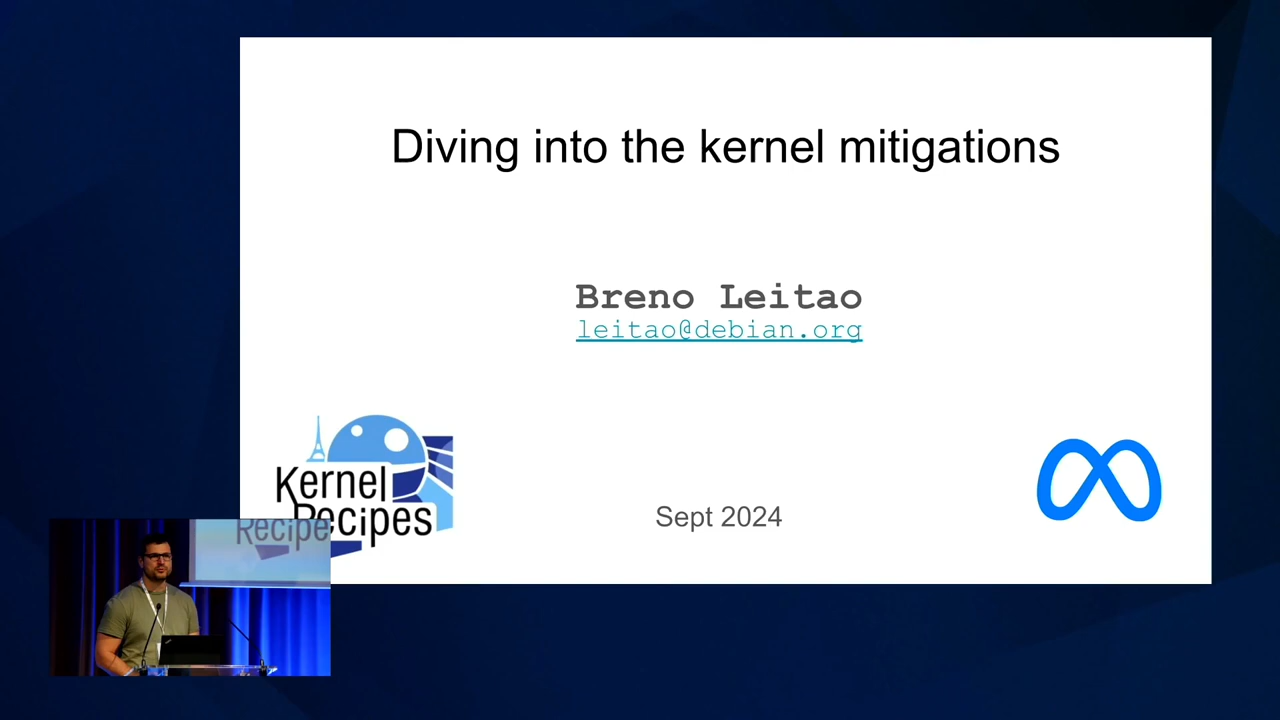 Diving into the kernel mitigations
Breno Leitao
leitao@debian.org
Kernel
Recipes
Sept 2024
Recipe